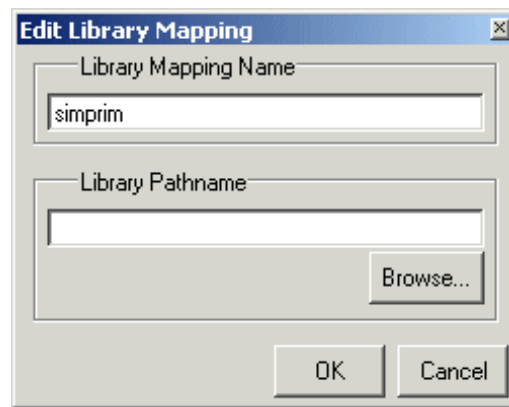 Edit Library Mapping
Library Mapping Name
simprim
Library Pathname
Browse...
OK Cancel